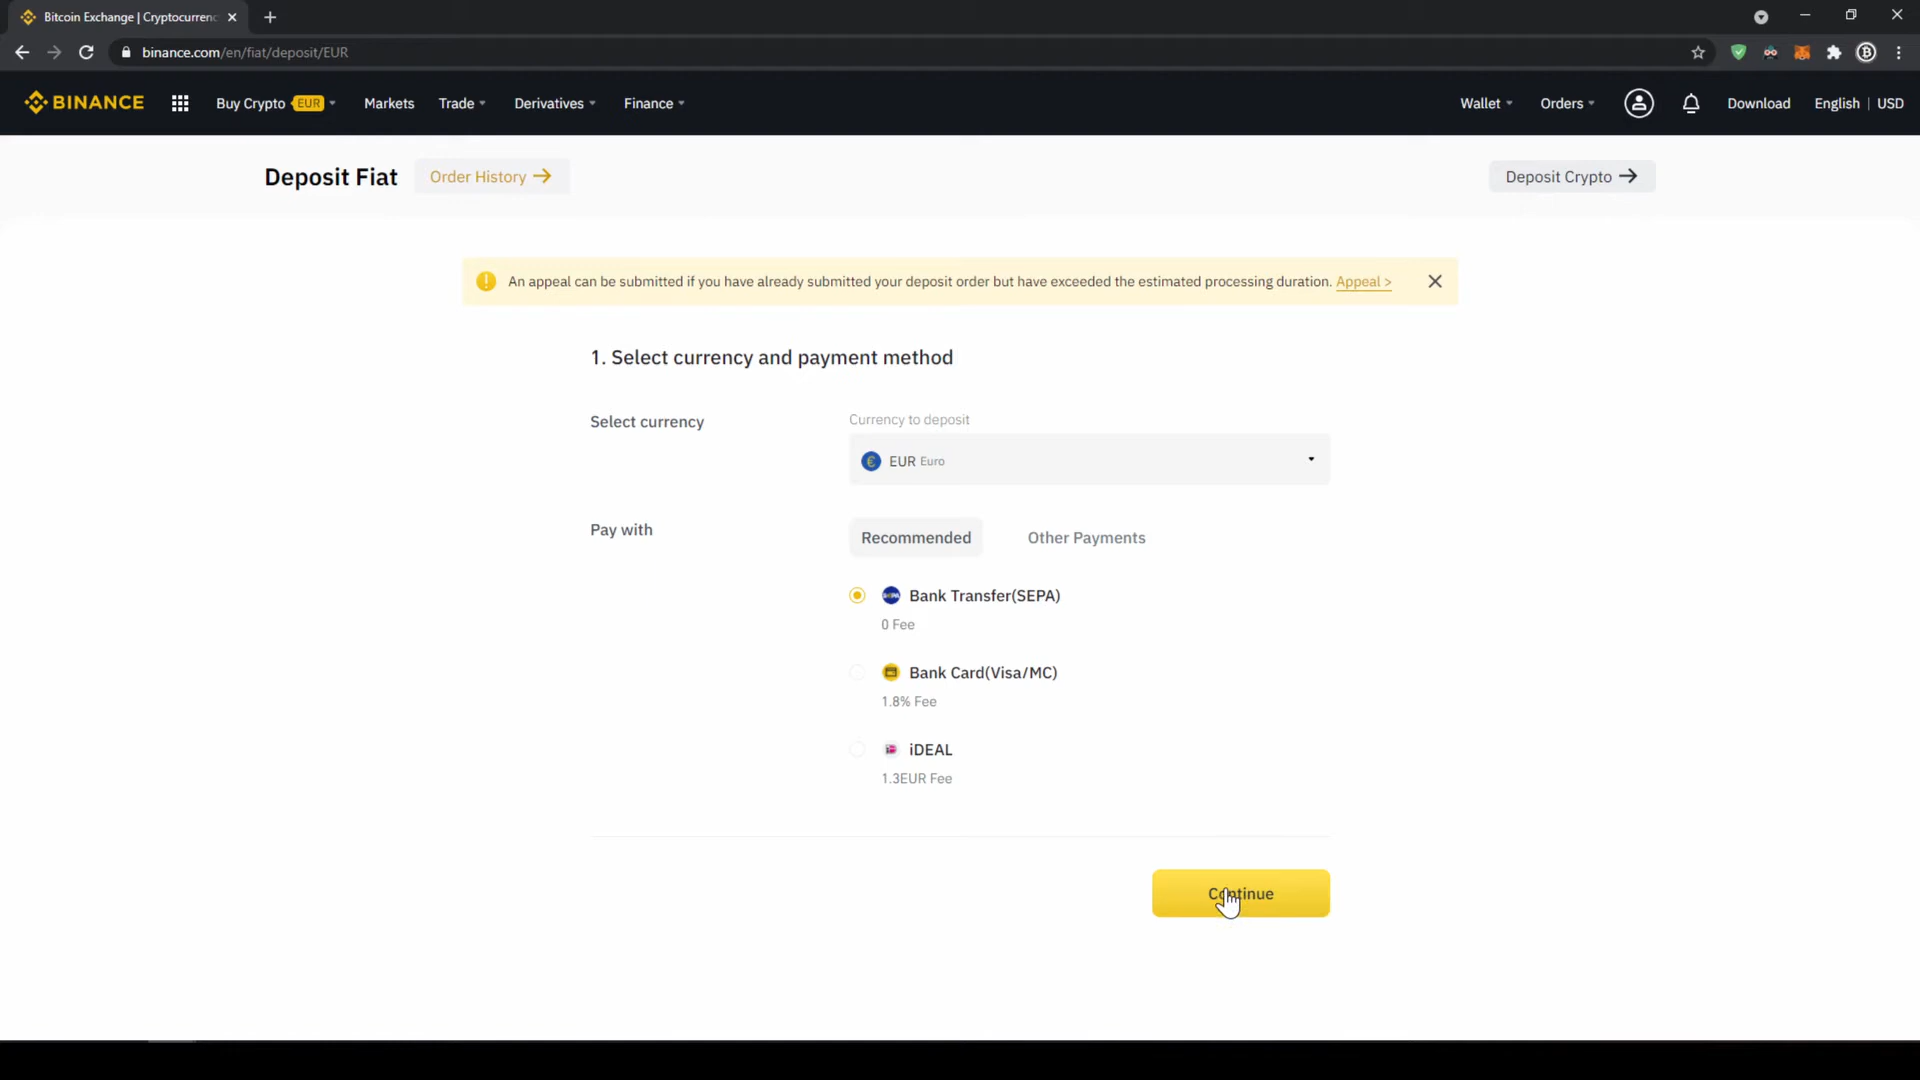 Bitcoin Exchange | Cryptocurrenc
binance.com/en/fiat/deposit/EUR
BINANCE
Buy Crypto EUR
Markets
Trade
Derivatives
Finance
Wallet
Orders
Download
English | USD
Deposit Fiat
Order History
Deposit Crypto
An appeal can be submitted if you have already submitted your deposit order but have exceeded the estimated processing duration. Appeal >
1. Select currency and payment method
Select currency
Currency to deposit
EUR Euro
Pay with
Recommended
Other Payments
Bank Transfer(SEPA)
0 Fee
Bank Card(Visa/MC)
1.8% Fee
iDEAL
1.3EUR Fee
Continue